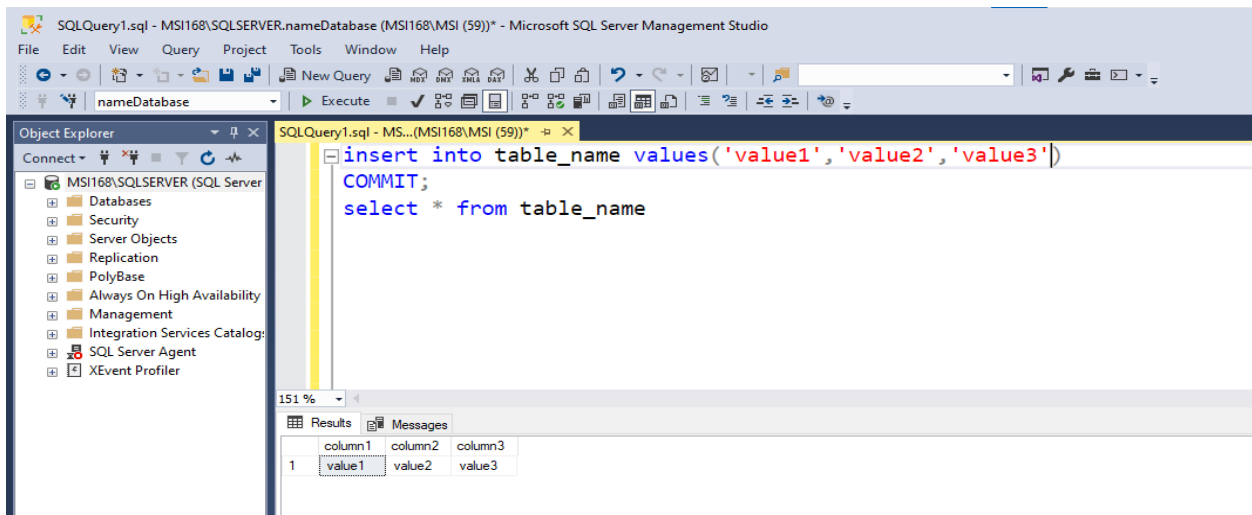 SQLQuery1.sql - MSI168\SQLSERVER.nameDatabase (MSI168\MSI (59))* - Microsoft SQL Server Management Studio
File Edit View Query Project Tools Window Help
New Query MDX DMX XMLA DAX
nameDatabase Execute
Object Explorer
SQLQuery1.sql - MS...(MSI168\MSI (59))*
Connect
MSI168\SQLSERVER (SQL Server
Databases
Security
Server Objects
Replication
PolyBase
Always On High Availability
Management
Integration Services Catalogs
SQL Server Agent
XEvent Profiler
insert into table_name values('value1','value2','value3')
COMMIT;
select * from table_name
151 %
Results Messages
column1 column2 column3
1 value1 value2 value3